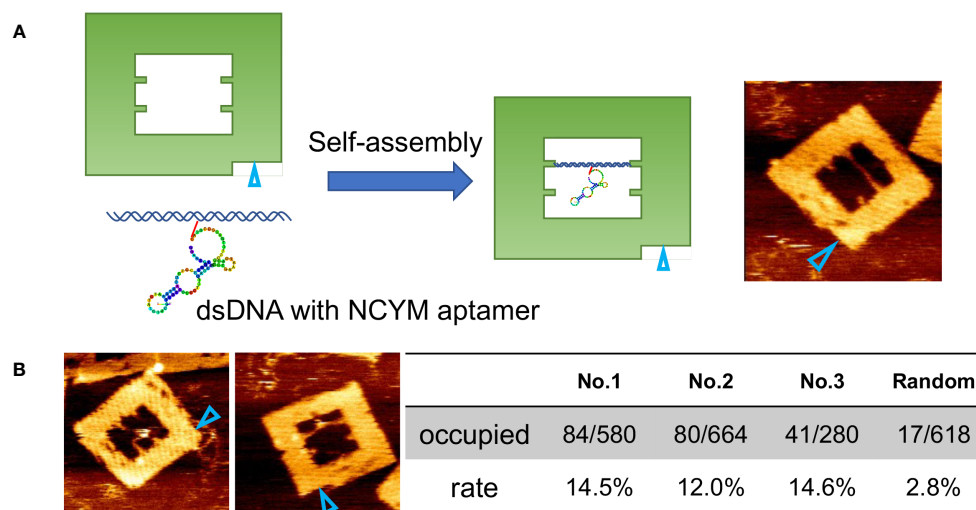 A
Self-assembly
dsDNA with NCYM aptamer
B
No.1 No.2 No.3 Random
occupied 84/580 80/664 41/280 17/618
rate 14.5% 12.0% 14.6% 2.8%